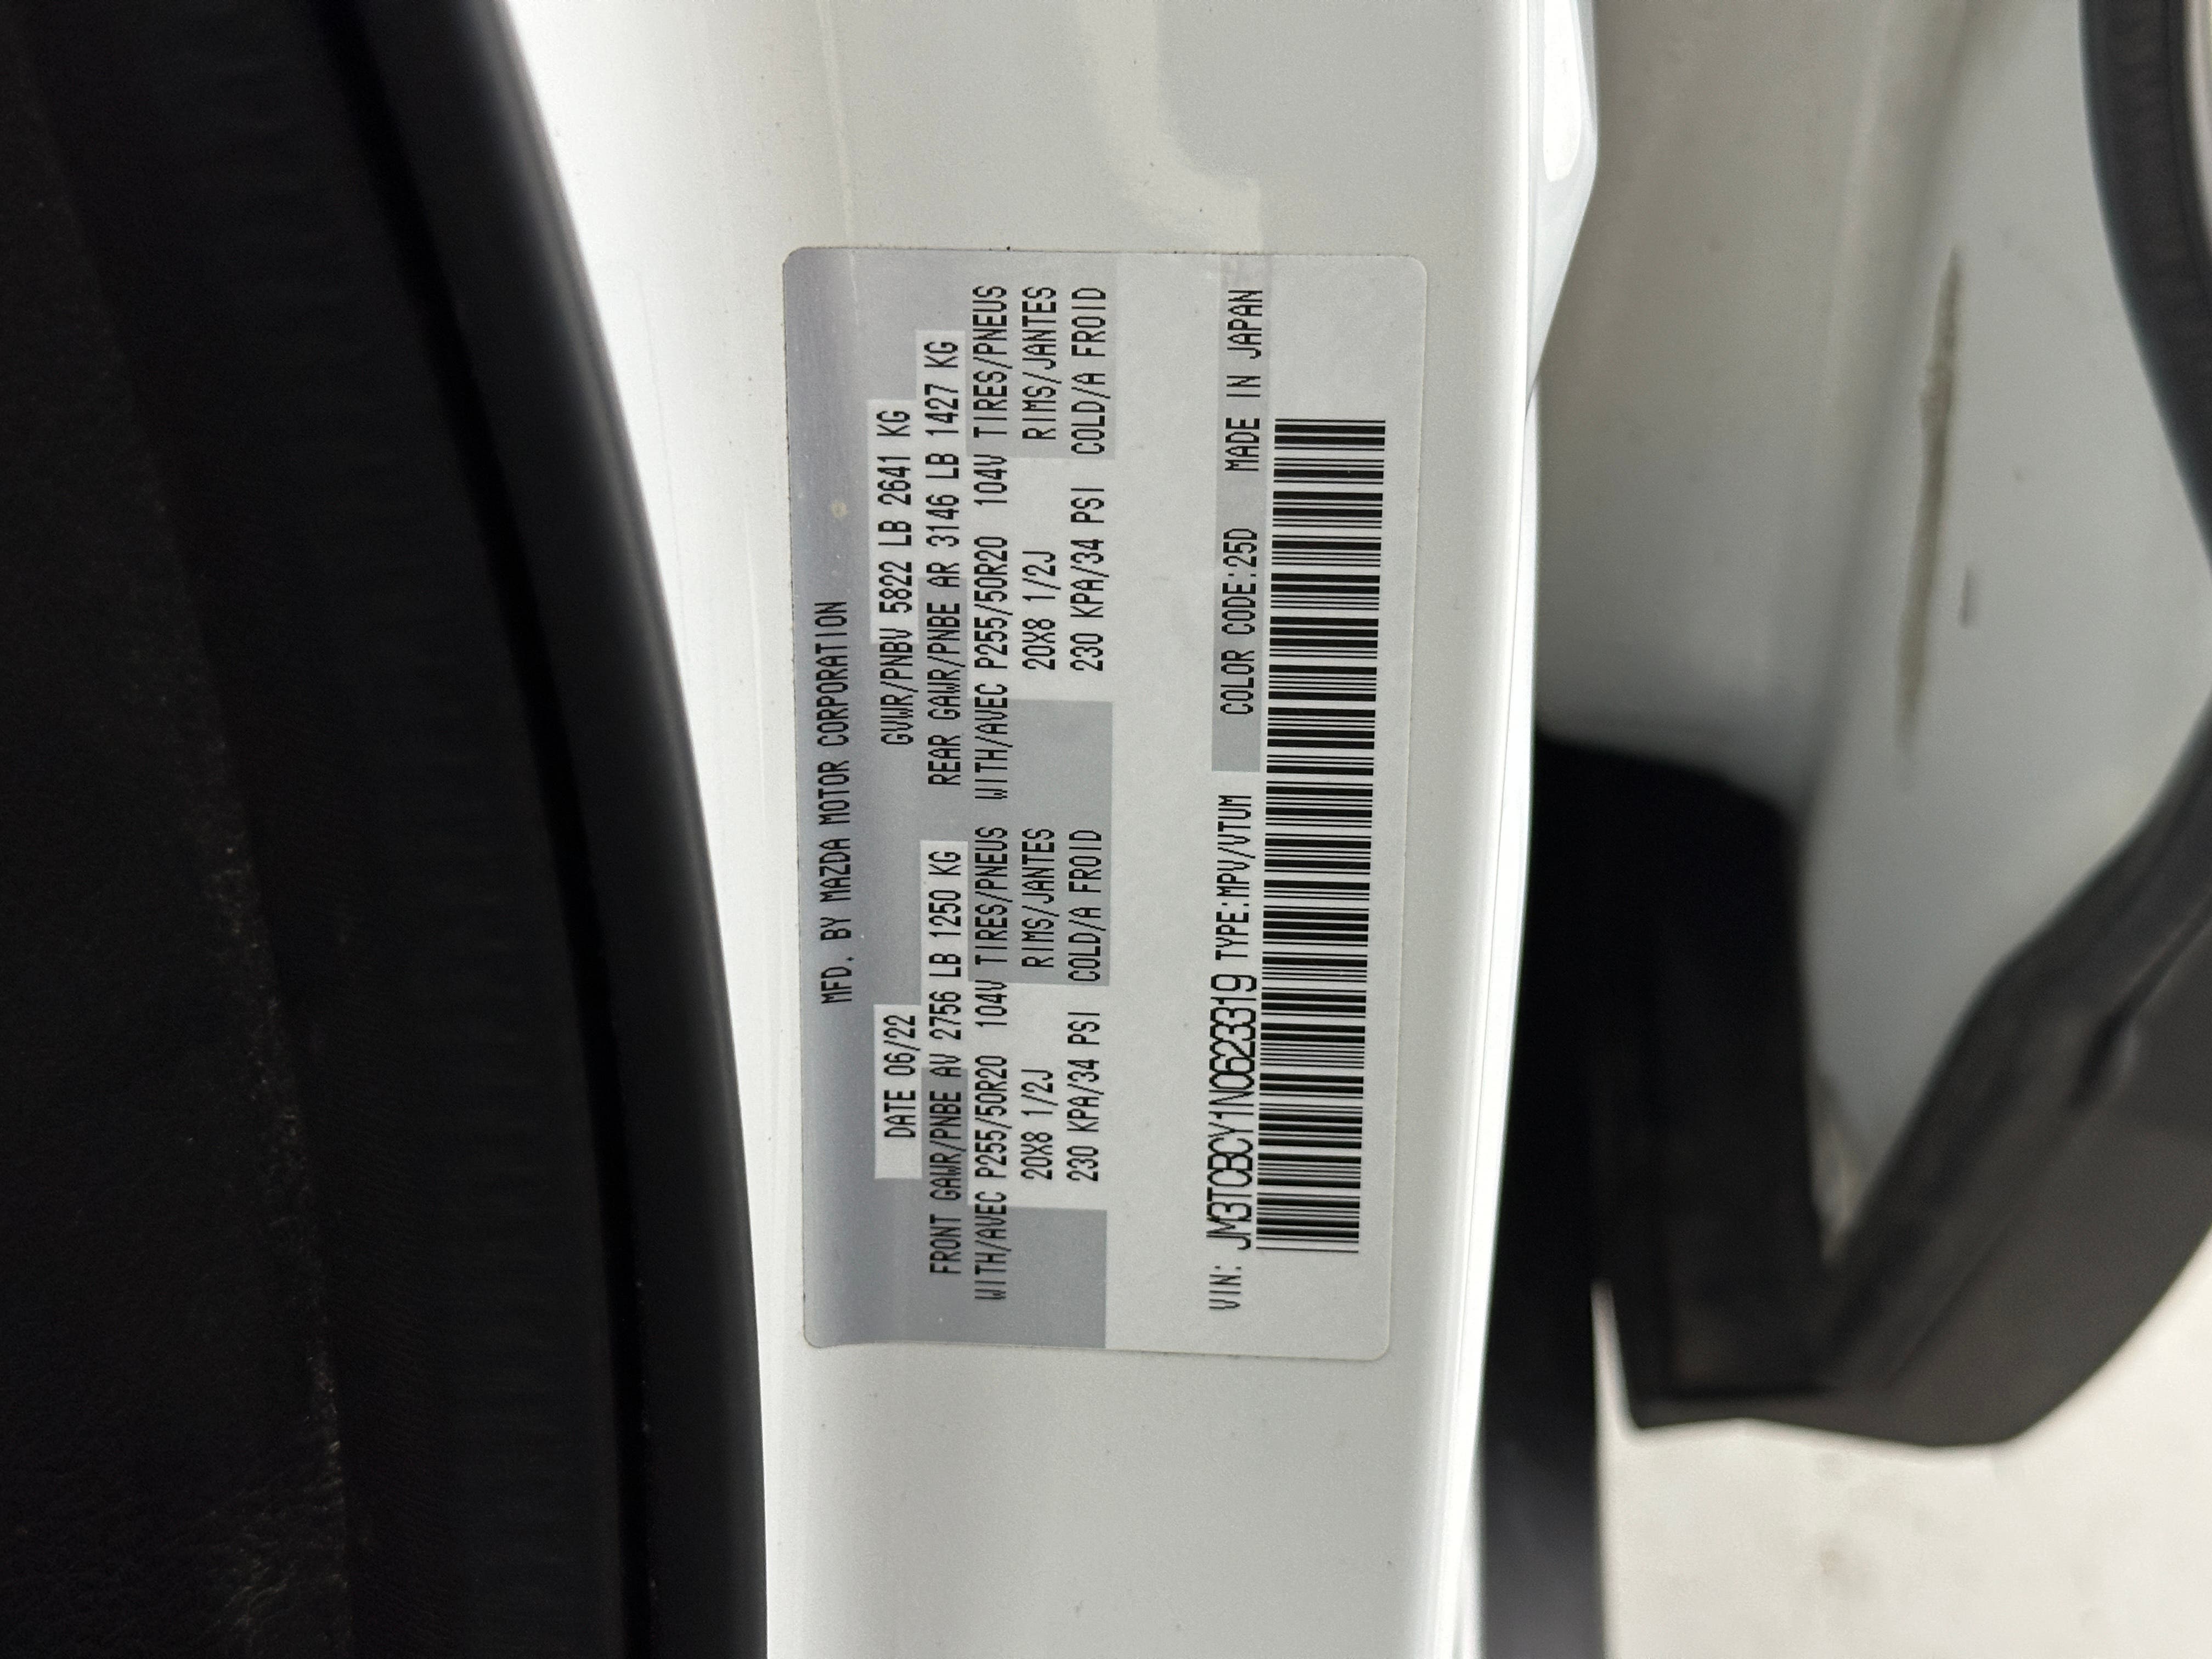 MFD. BY MAZDA MOTOR CORPORATION
DATE 06/22 GVWR/PNBV 5822 LB 2641 KG
FRONT GAWR/PNBE AV 2756 LB 1250 KG REAR GAWR/PNBE AR 3146 LB 1427 KG
WITH/AVEC P255/50R20 104V TIRES/PNEUS WITH/AVEC P255/50R20 104V TIRES/PNEUS
20X8 1/2J RIMS/JANTES 20X8 1/2J RIMS/JANTES
230 KPA/34 PSI COLD/A FROID 230 KPA/34 PSI COLD/A FROID
VIN: JM3TCBCY1N0623319 TYPE:MPV/VTUM COLOR CODE:25D MADE IN JAPAN